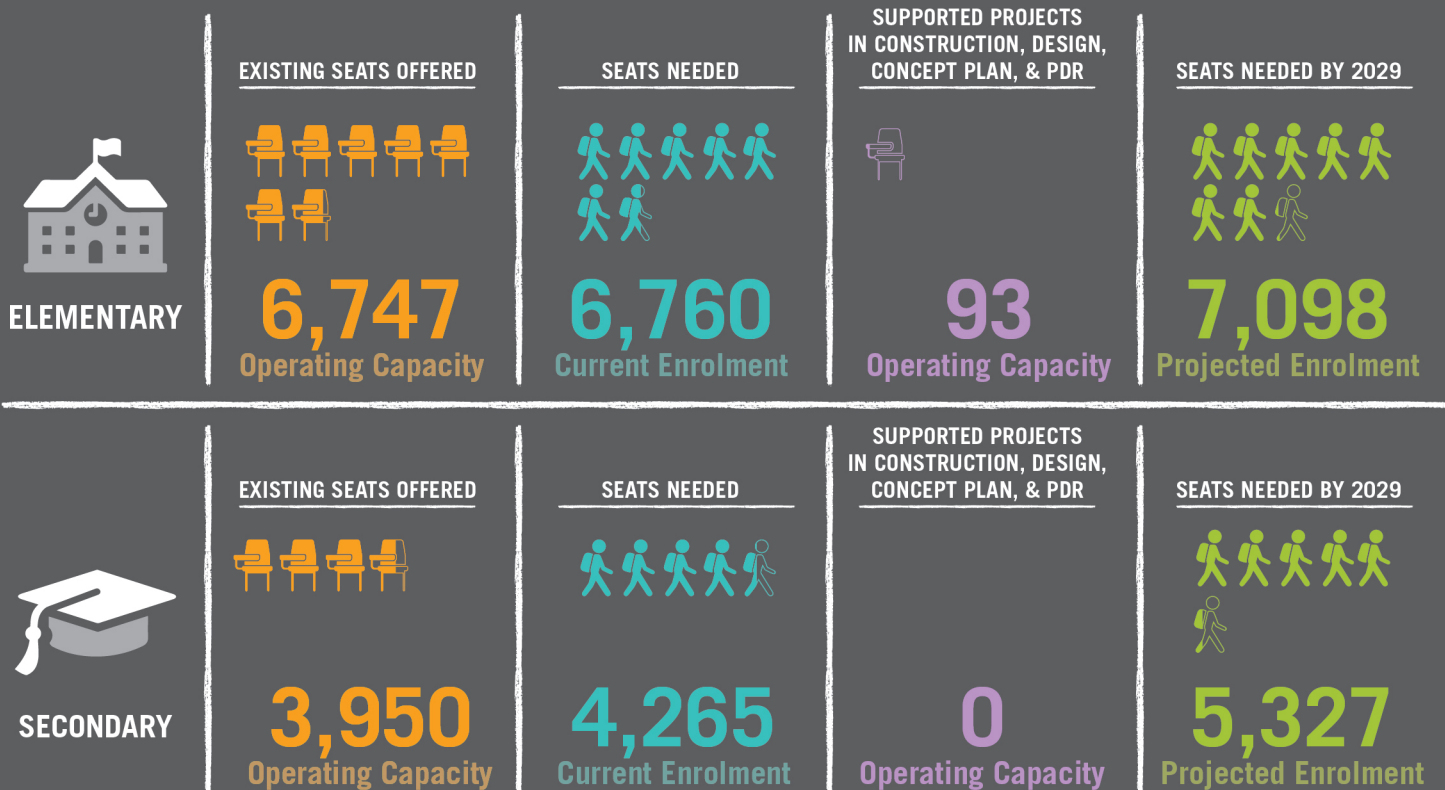 ELEMENTARY
EXISTING SEATS OFFERED
6,747
Operating Capacity
SEATS NEEDED
6,760
Current Enrolment
SUPPORTED PROJECTS
IN CONSTRUCTION, DESIGN,
CONCEPT PLAN, & PDR
93
Operating Capacity
SEATS NEEDED BY 2029
7,098
Projected Enrolment
SECONDARY
EXISTING SEATS OFFERED
3,950
Operating Capacity
SEATS NEEDED
4,265
Current Enrolment
SUPPORTED PROJECTS
IN CONSTRUCTION, DESIGN,
CONCEPT PLAN, & PDR
0
Operating Capacity
SEATS NEEDED BY 2029
5,327
Projected Enrolment